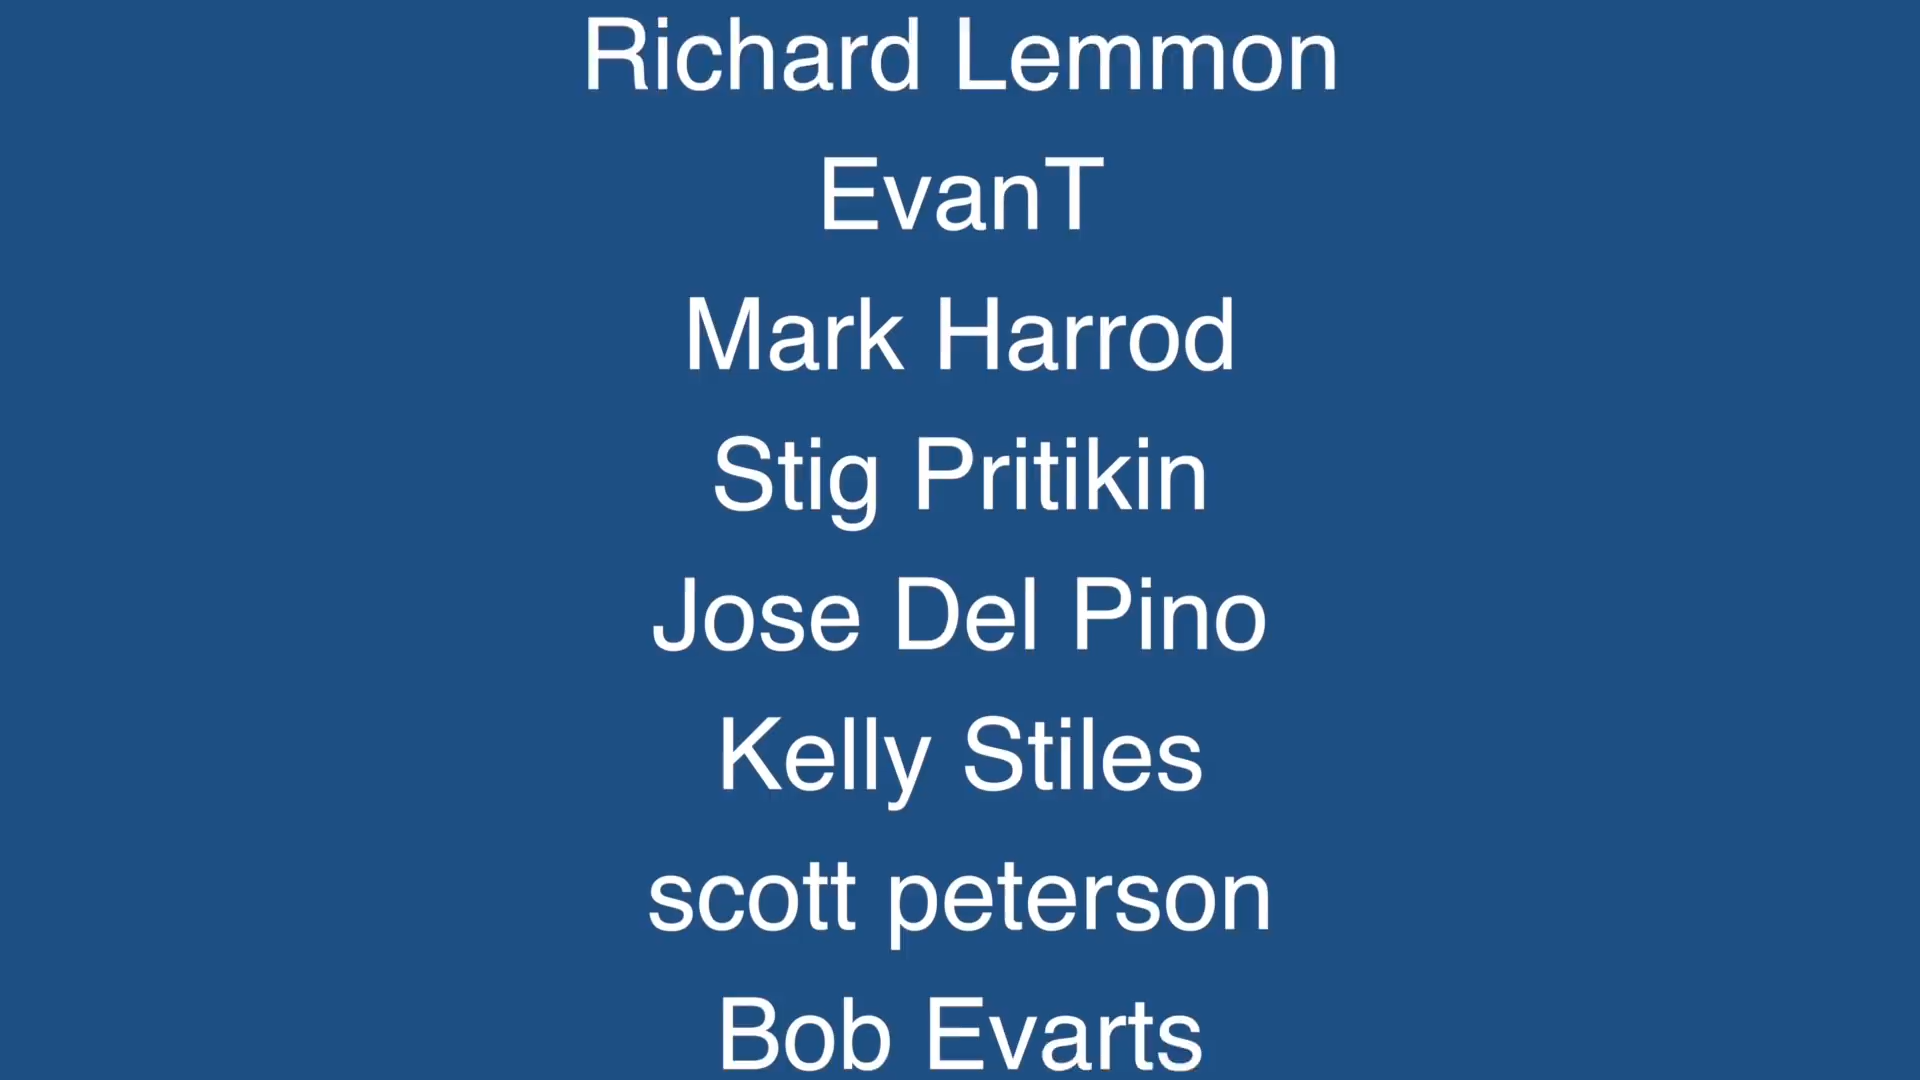 Richard Lemmon
EvanT
Mark Harrod
Stig Pritikin
Jose Del Pino
Kelly Stiles
scott peterson
Bob Evarts